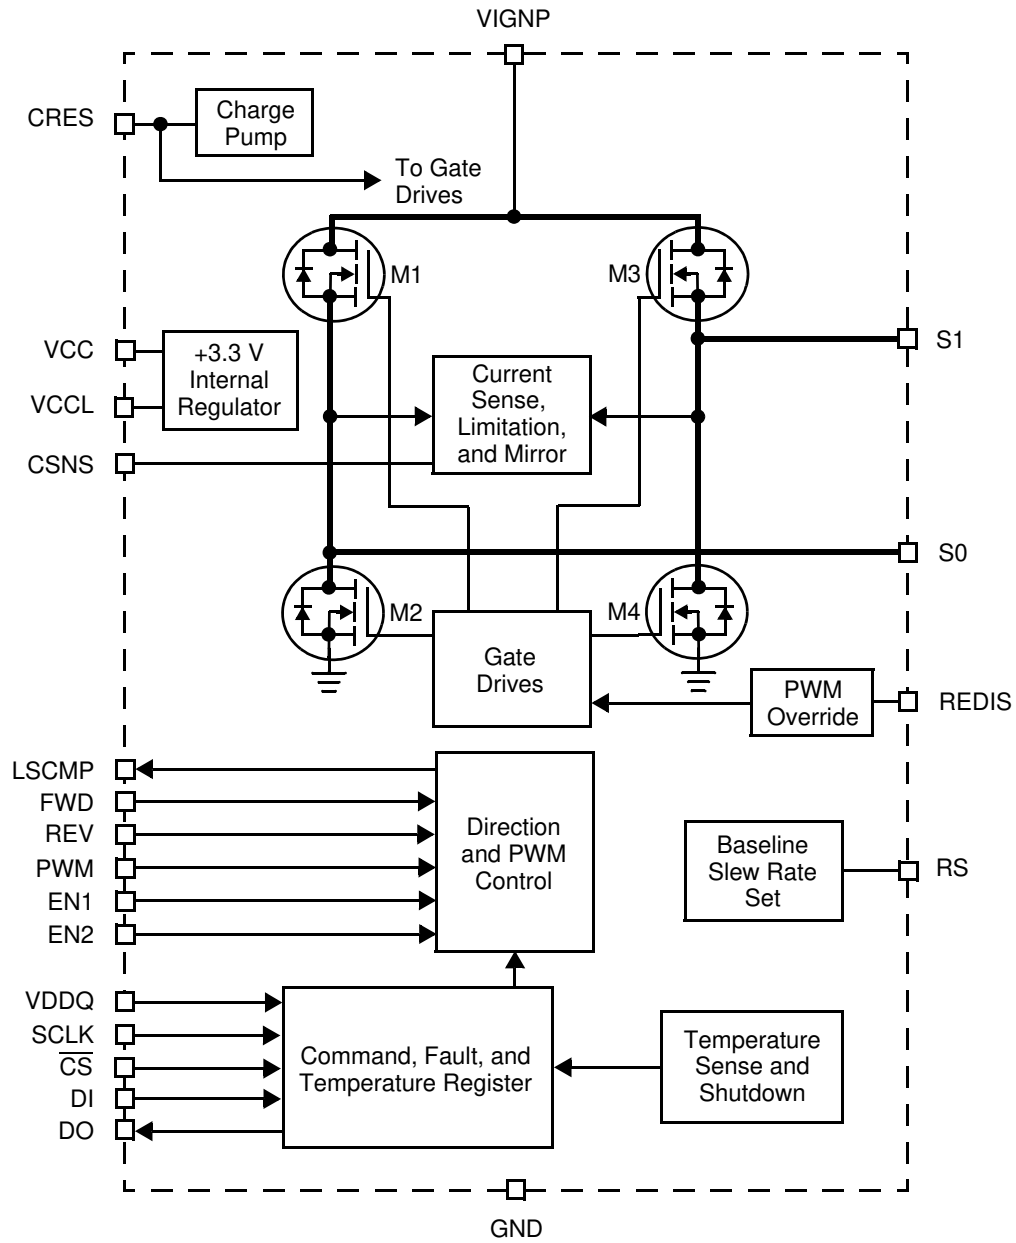 VIGNP
CRES
Charge
Pump
To Gate
Drives
M1
M3
VCC
VCCL
+3.3 V
Internal
Regulator
Current
Sense,
Limitation,
and Mirror
S1
CSNS
S0
M2
M4
Gate
Drives
PWM
Override
REDIS
LSCMP
FWD
REV
PWM
EN1
EN2
Direction
and PWM
Control
Baseline
Slew Rate
Set
RS
VDDQ
SCLK
C̅S̅
DI
DO
Command, Fault, and
Temperature Register
Temperature
Sense and
Shutdown
GND